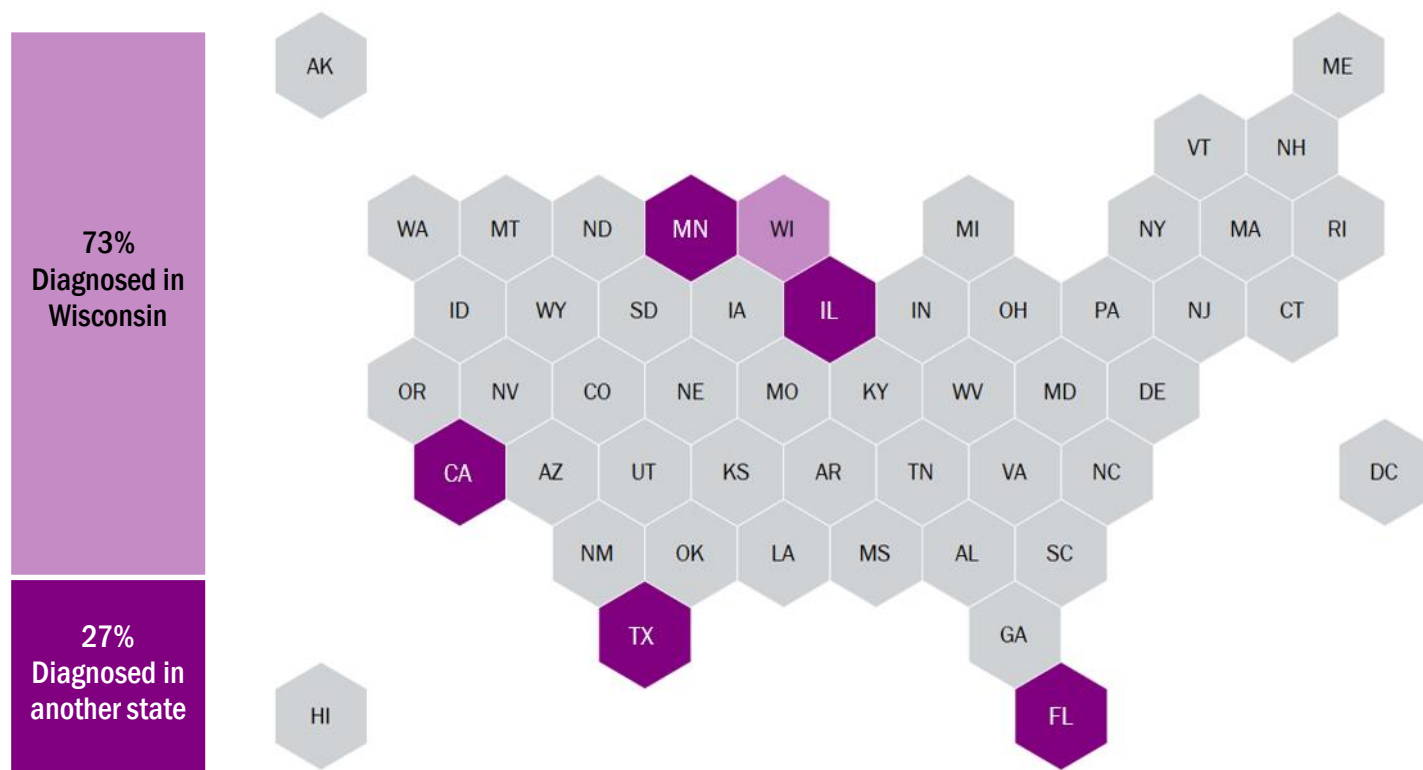 73%
Diagnosed in
Wisconsin
27%
Diagnosed in
another state
AK
ME
VT
NH
WA
MT
ND
MN
WI
MI
NY
MA
RI
ID
WY
SD
IA
IL
IN
OH
PA
NJ
CT
OR
NV
CO
NE
MO
KY
WV
MD
DE
CA
AZ
UT
KS
AR
TN
VA
NC
DC
NM
OK
LA
MS
AL
SC
TX
GA
HI
FL